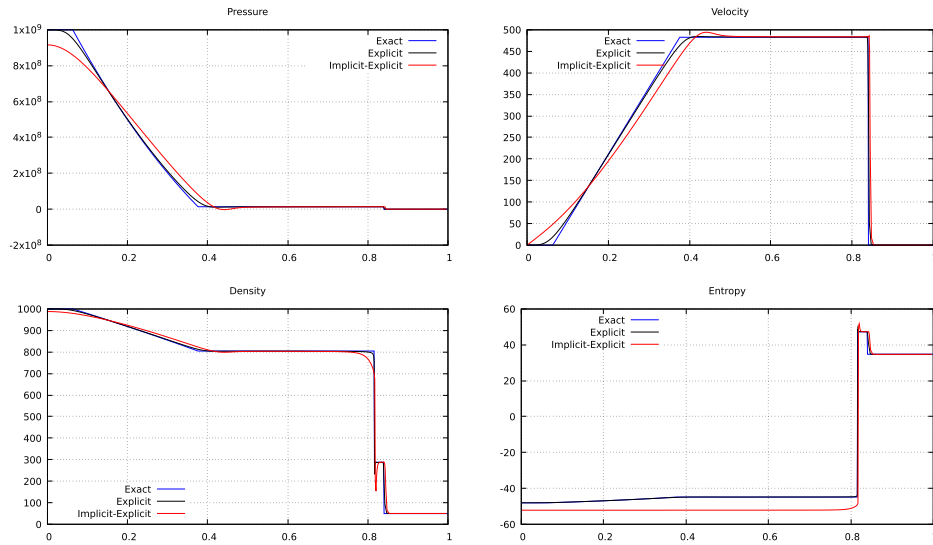 Pressure
1x10⁹
8x10⁸
6x10⁸
4x10⁸
2x10⁸
0
-2x10⁸
0 0.2 0.4 0.6 0.8 1
Exact
Explicit
Implicit-Explicit
Velocity
500
450
400
350
300
250
200
150
100
50
0
0 0.2 0.4 0.6 0.8 1
Exact
Explicit
Implicit-Explicit
Density
1000
900
800
700
600
500
400
300
200
100
0
0 0.2 0.4 0.6 0.8 1
Exact
Explicit
Implicit-Explicit
Entropy
60
40
20
0
-20
-40
-60
0 0.2 0.4 0.6 0.8
Exact
Explicit
Implicit-Explicit